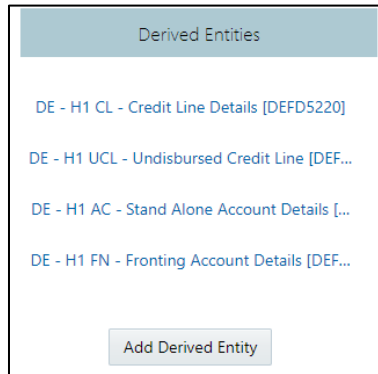 Derived Entities
DE - H1 CL - Credit Line Details [DEFD5220]
DE - H1 UCL - Undisbursed Credit Line [DEF...
DE - H1 AC - Stand Alone Account Details [...
DE - H1 FN - Fronting Account Details [DEF...
Add Derived Entity